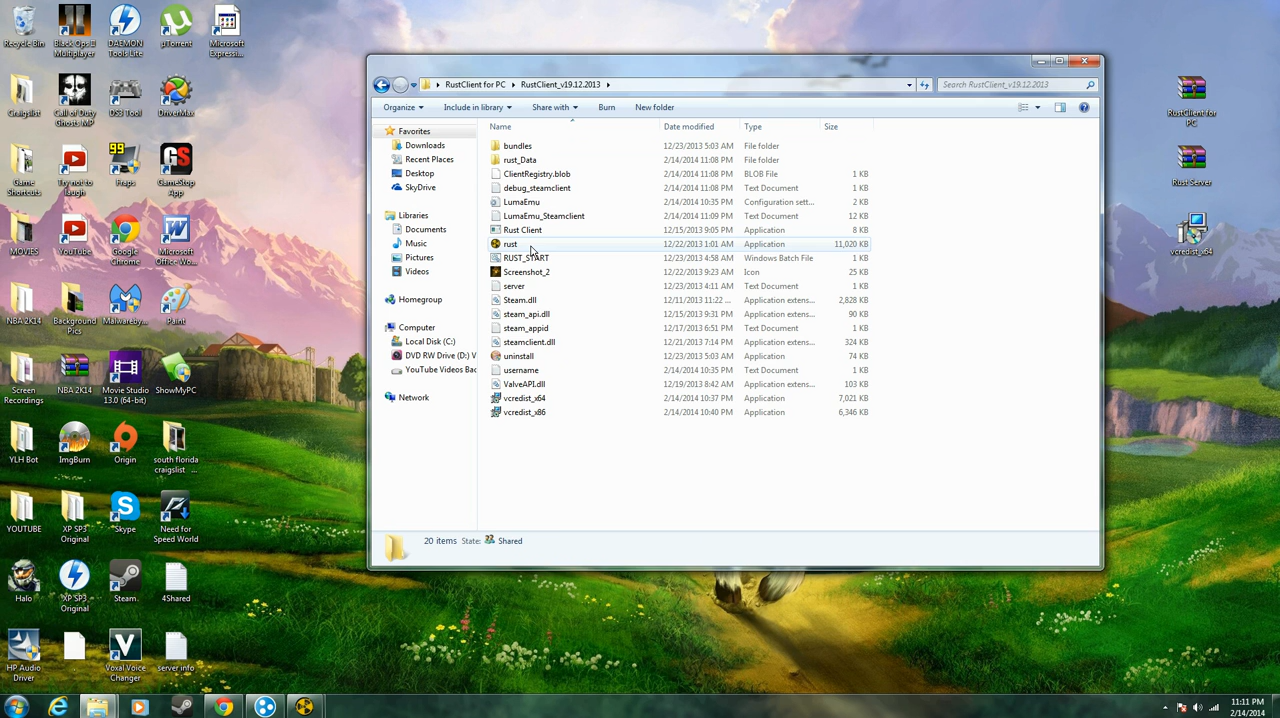 Recycle Bin
Black Ops II
Multiplayer
DAEMON
Tools Lite
µTorrent
Microsoft
Expressi...
Craigslist
Call of Duty
Ghosts MP
DS3 Tool
DriverMax
Game
Shortcuts
Try not to
laugh
99
Fraps
GS
GameStop
App
MOVIES
YouTube
Google
Chrome
Microsoft
Office Wo...
NBA 2K14
Background
Pics
Malwareby...
Paint
Screen
Recordings
NBA 2K14
Movie Studio
13.0 (64-bit)
ShowMyPC
YLH Bot
ImgBurn
Origin
south florida
craigslist ...
YOUTUBE
XP SP3
Original
Skype
Need for
Speed World
Halo
XP SP3
Original
Steam
4Shared
HP Audio
Driver
.
Voxal Voice
Changer
server info
RustClient for PC
RustClient_v19.12.2013
Search RustClient_v19.12.2013
Organize
Include in library
Share with
Burn
New folder
Favorites
Downloads
Recent Places
Desktop
SkyDrive
Libraries
Documents
Music
Pictures
Videos
Homegroup
Computer
Local Disk (C:)
DVD RW Drive (D:) V
YouTube Videos Bac
Network
Name Date modified Type Size
bundles 12/23/2013 5:03 AM File folder
rust_Data 2/14/2014 11:08 PM File folder
ClientRegistry.blob 2/14/2014 11:08 PM BLOB File 1 KB
debug_steamclient 2/14/2014 11:08 PM Text Document 1 KB
LumaEmu 2/14/2014 10:35 PM Configuration sett... 2 KB
LumaEmu_Steamclient 2/14/2014 11:09 PM Text Document 12 KB
Rust Client 12/15/2013 9:05 PM Application 8 KB
rust 12/22/2013 1:01 AM Application 11,020 KB
RUST_START 12/23/2013 4:58 AM Windows Batch File 1 KB
Screenshot_2 12/22/2013 9:23 AM Icon 25 KB
server 12/23/2013 4:11 AM Text Document 1 KB
Steam.dll 12/11/2013 11:22 ... Application extens... 2,828 KB
steam_api.dll 12/15/2013 9:31 PM Application extens... 90 KB
steam_appid 12/17/2013 6:51 PM Text Document 1 KB
steamclient.dll 12/21/2013 7:14 PM Application extens... 324 KB
uninstall 12/23/2013 5:03 AM Application 74 KB
username 2/14/2014 10:35 PM Text Document 1 KB
ValveAPI.dll 12/19/2013 8:42 AM Application extens... 103 KB
vcredist_x64 2/14/2014 10:37 PM Application 7,021 KB
vcredist_x86 2/14/2014 10:40 PM Application 6,346 KB
20 items State: Shared
RustClient for
PC
Rust Server
vcredist_x64
11:11 PM
2/14/2014